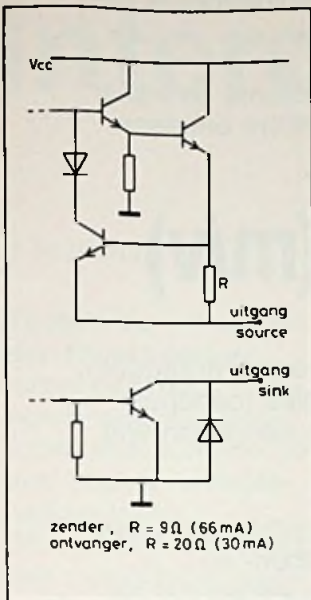 Vcc
R
uitgang
source
uitgang
sink
zender, R = 9Ω (66mA)
ontvanger, R = 20Ω (30mA)